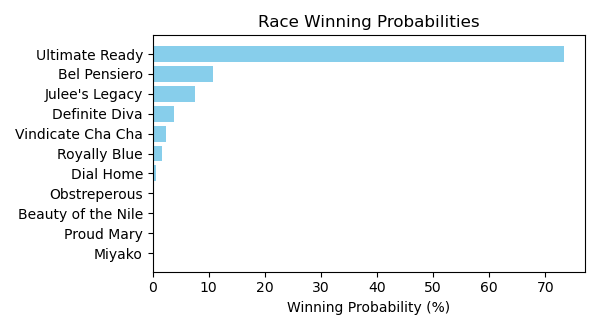 Race Winning Probabilities
Ultimate Ready
Bel Pensiero
Julee's Legacy
Definite Diva
Vindicate Cha Cha
Royally Blue
Dial Home
Obstreperous
Beauty of the Nile
Proud Mary
Miyako
0 10 20 30 40 50 60 70
Winning Probability (%)